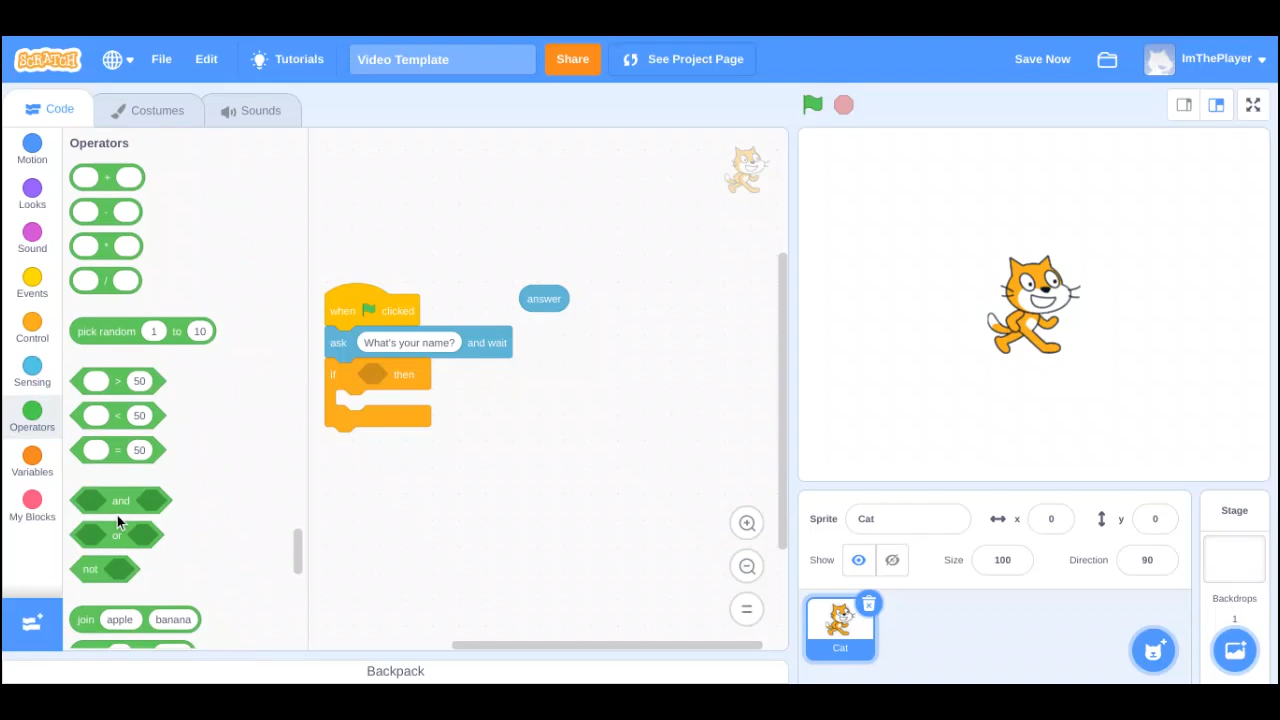 SCRATCH File Edit Tutorials Video Template Share See Project Page Save Now ImThePlayer
Code Costumes Sounds
Motion
Looks
Sound
Events
Control
Sensing
Operators
Variables
My Blocks
Operators
+
-
*
/
pick random 1 to 10
> 50
< 50
= 50
and
or
not
join apple banana
when clicked
ask What's your name? and wait
if then
answer
Backpack
Sprite Cat x 0 y 0
Show Size 100 Direction 90
Cat
Stage
Backdrops
1